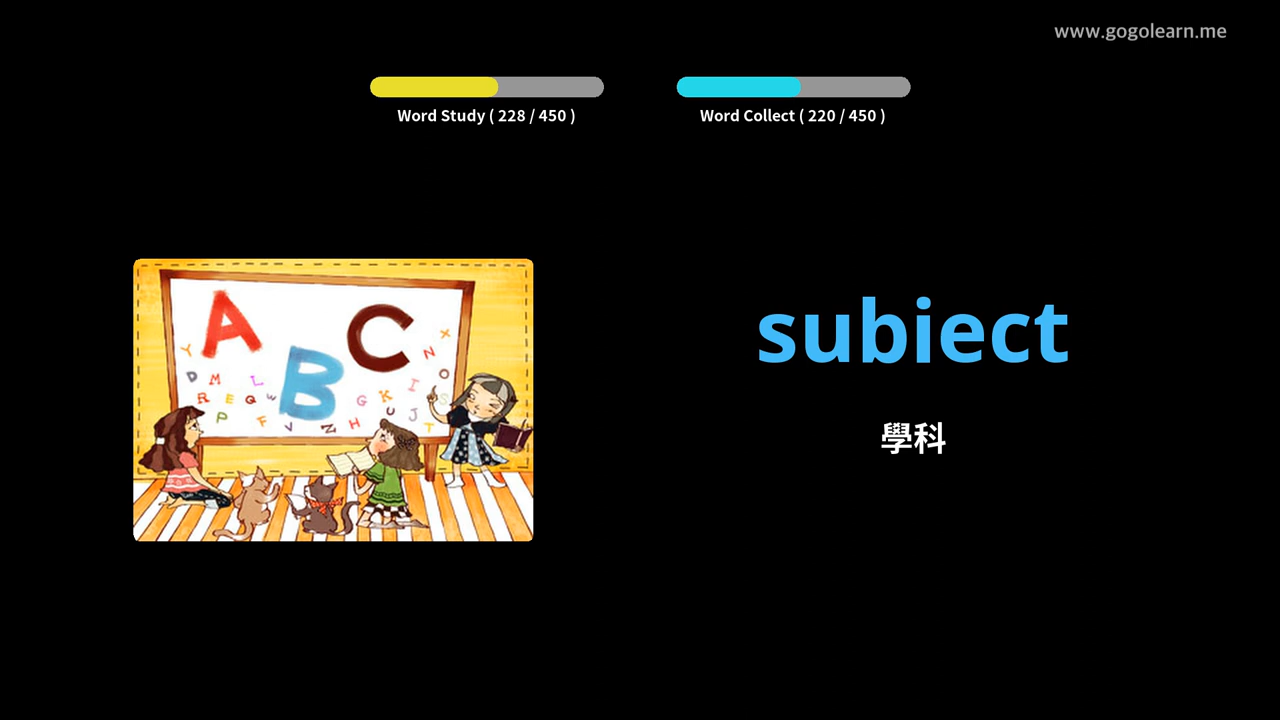 www.gogolearn.me
Word Study ( 228 / 450 )
Word Collect ( 220 / 450 )
A
B
C
Y
X
N
D M L O
R E Q W G K I S
P F V Z H U J T
subiect
學科